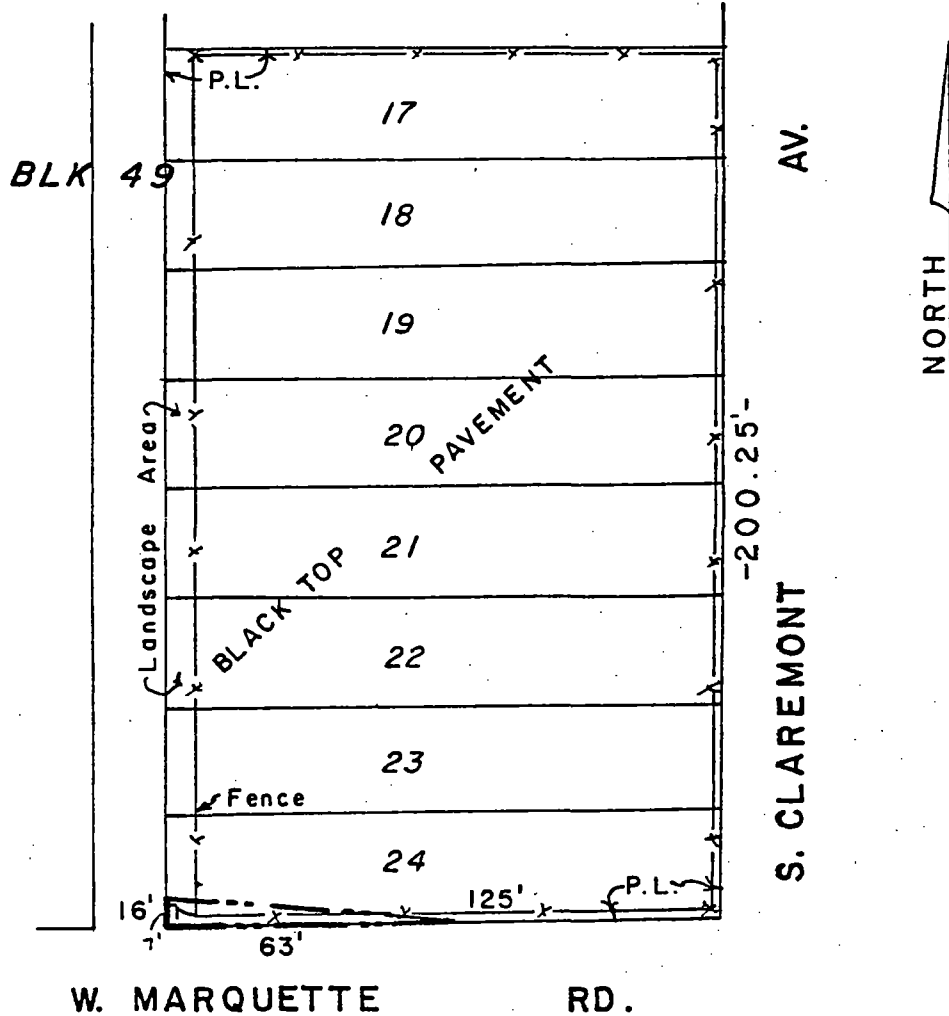 P.L.
17
AV.
BLK 49
18
NORTH
19
20
PAVEMENT
-200.25'-
Landscape Area
21
BLACK TOP
22
S. CLAREMONT
23
Fence
24
P.L.
125'
16'
7'
63'
W. MARQUETTE RD.